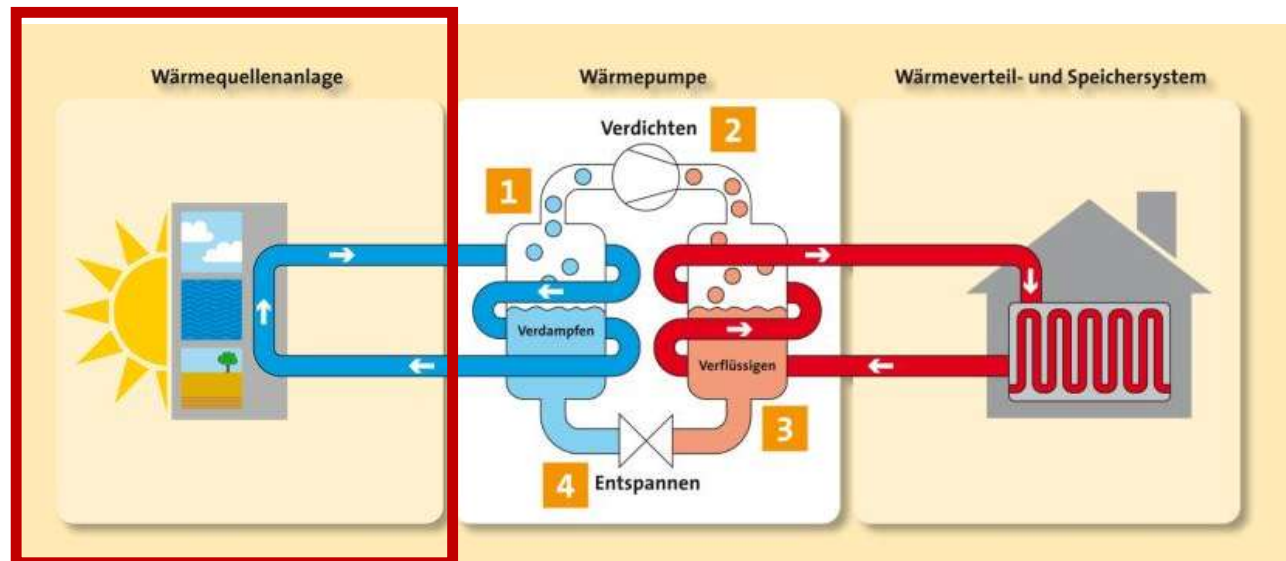 Wärmequellenanlage
Wärmepumpe
Wärmeverteil- und Speichersystem
Verdichten
2
1
Verdampfen
Verflüssigen
3
4
Entspannen